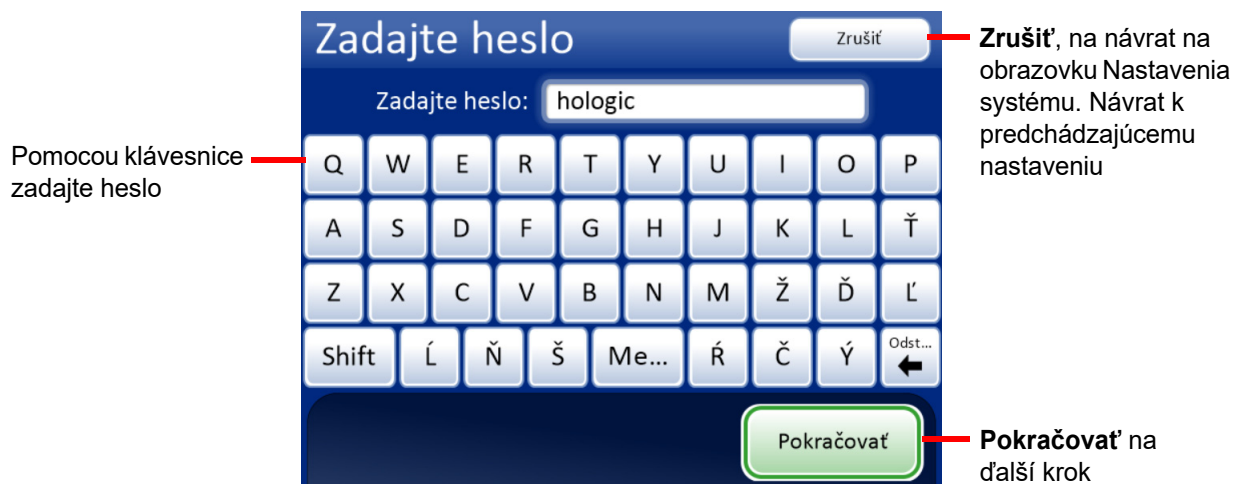 Zadajte heslo
Zrušiť
Zadajte heslo: hologic
Q W E R T Y U I O P
A S D F G H J K L Ť
Z X C V B N M Ž Ď Ľ
Shift Ĺ Ň Š Me... Ŕ Č Ý Odst...
Pokračovať
Pomocou klávesnice
zadajte heslo
Zrušiť, na návrat na
obrazovku Nastavenia
systému. Návrat k
predchádzajúcemu
nastaveniu
Pokračovať na
ďalší krok